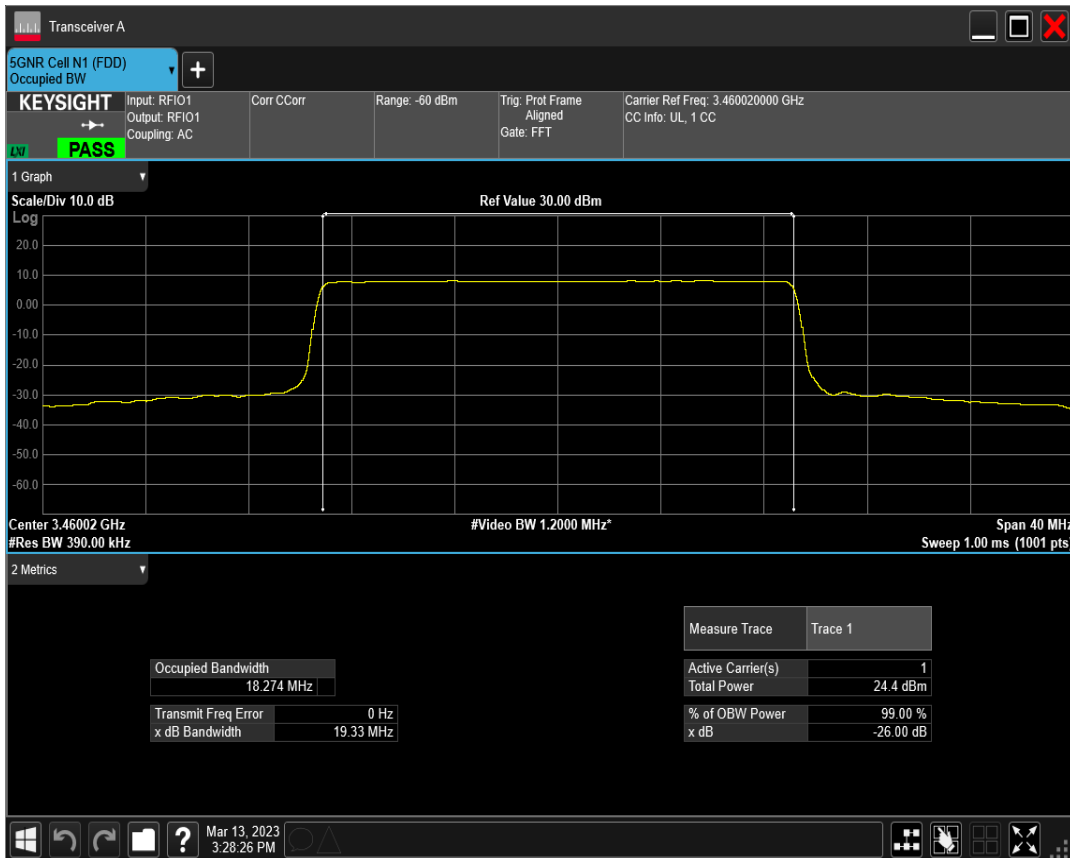 Transceiver A
5GNR Cell N1 (FDD)
Occupied BW
KEYSIGHT
LXI
PASS
Input: RFIO1
Output: RFIO1
Coupling: AC
Corr CCorr
Range: -60 dBm
Trig: Prot Frame
Aligned
Gate: FFT
Carrier Ref Freq: 3.460020000 GHz
CC Info: UL, 1 CC
1 Graph
Scale/Div 10.0 dB
Ref Value 30.00 dBm
Log
20.0
10.0
0.00
-10.0
-20.0
-30.0
-40.0
-50.0
-60.0
Center 3.46002 GHz
#Video BW 1.2000 MHz*
Span 40 MHz
#Res BW 390.00 kHz
Sweep 1.00 ms (1001 pts)
2 Metrics
Measure Trace Trace 1
Occupied Bandwidth
18.274 MHz
Active Carrier(s) 1
Total Power 24.4 dBm
Transmit Freq Error 0 Hz
x dB Bandwidth 19.33 MHz
% of OBW Power 99.00 %
x dB -26.00 dB
?
Mar 13, 2023
3:28:26 PM